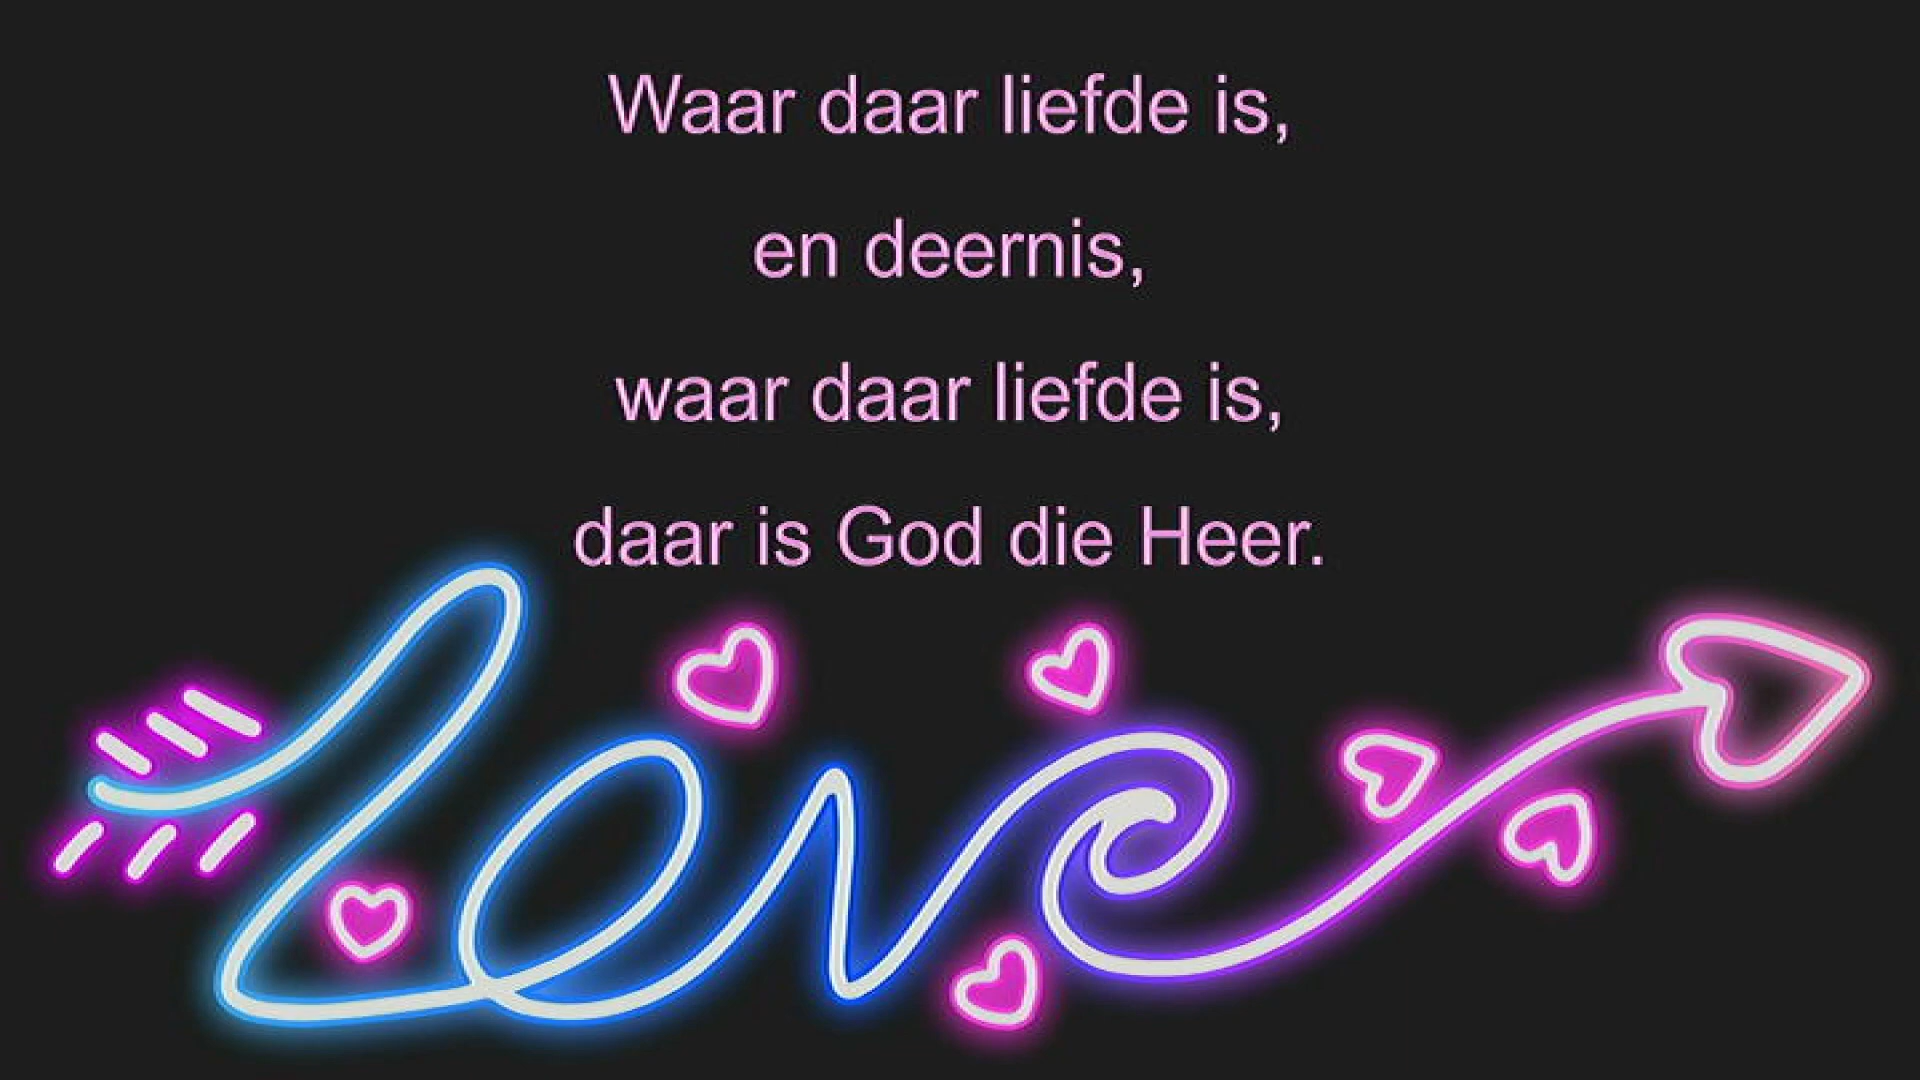 Waar daar liefde is,
en deernis,
waar daar liefde is,
daar is God die Heer.
Love